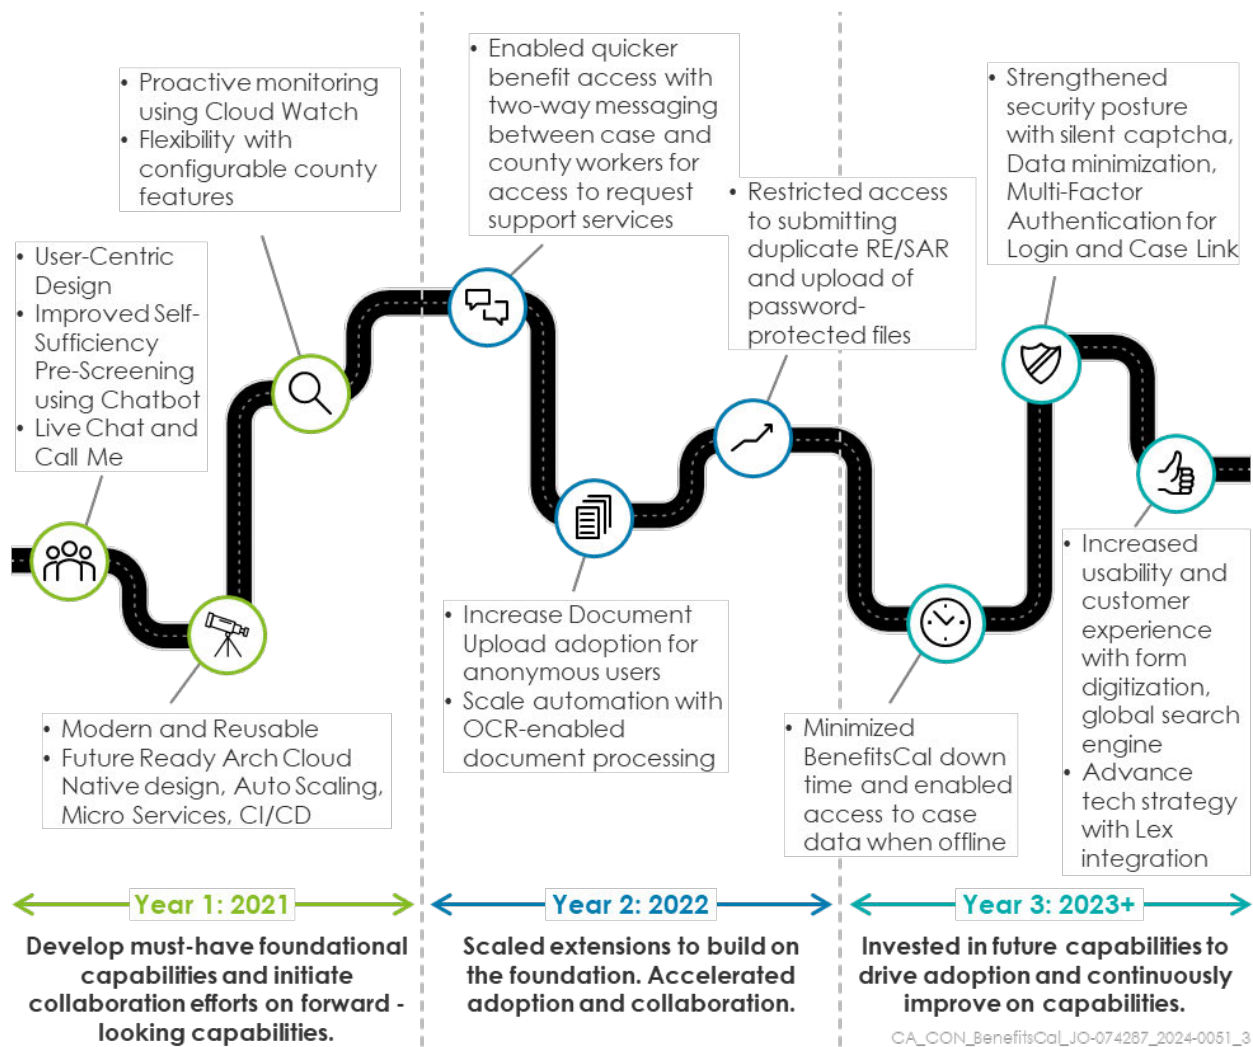 • Proactive monitoring
using Cloud Watch
• Flexibility with
configurable county
features
• User-Centric
Design
• Improved Self-
Sufficiency
Pre-Screening
using Chatbot
• Live Chat and
Call Me
• Modern and Reusable
• Future Ready Arch Cloud
Native design, Auto Scaling,
Micro Services, CI/CD
• Enabled quicker
benefit access with
two-way messaging
between case and
county workers for
access to request
support services
• Restricted access
to submitting
duplicate RE/SAR
and upload of
password-
protected files
• Increase Document
Upload adoption for
anonymous users
• Scale automation with
OCR-enabled
document processing
• Strengthened
security posture
with silent captcha,
Data minimization,
Multi-Factor
Authentication for
Login and Case Link
• Minimized
BenefitsCal down
time and enabled
access to case
data when offline
• Increased
usability and
customer
experience
with form
digitization,
global search
engine
• Advance
tech strategy
with Lex
integration
Year 1: 2021
Develop must-have foundational
capabilities and initiate
collaboration efforts on forward -
looking capabilities.
Year 2: 2022
Scaled extensions to build on
the foundation. Accelerated
adoption and collaboration.
Year 3: 2023+
Invested in future capabilities to
drive adoption and continuously
improve on capabilities.
CA_CON_BenefitsCal_JO-074287_2024-0051_3